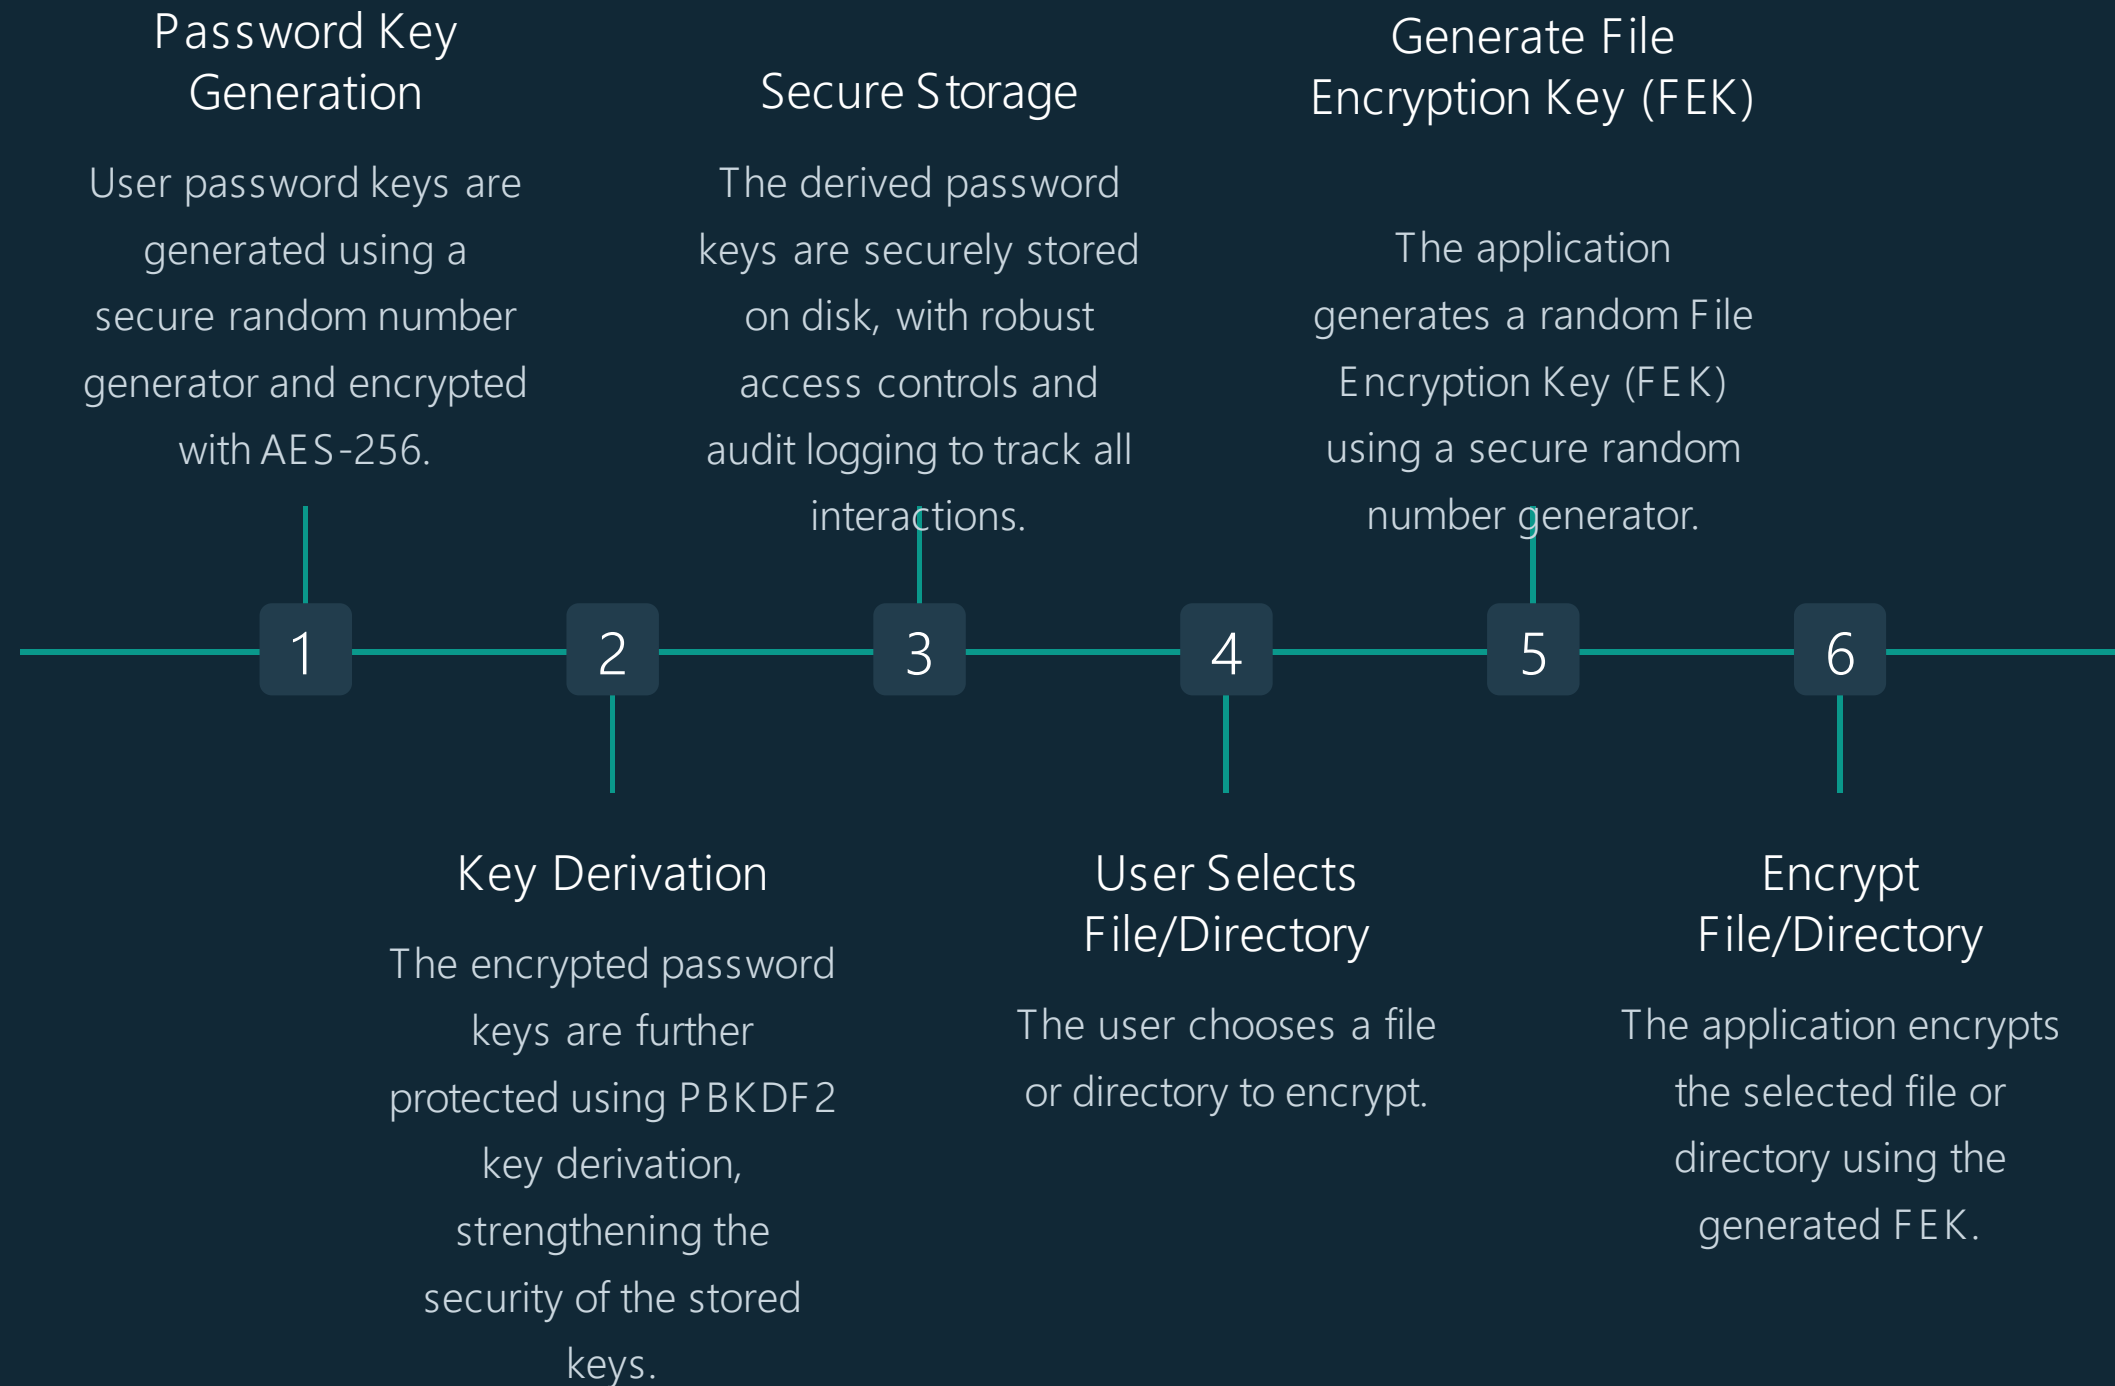 Password Key
Generation
User password keys are
generated using a
secure random number
generator and encrypted
with AES-256.
Secure Storage
The derived password
keys are securely stored
on disk, with robust
access controls and
audit logging to track all
interactions.
Generate File
Encryption Key (FEK)
The application
generates a random File
Encryption Key (FEK)
using a secure random
number generator.
1
2
3
4
5
6
Key Derivation
The encrypted password
keys are further
protected using PBKDF2
key derivation,
strengthening the
security of the stored
keys.
User Selects
File/Directory
The user chooses a file
or directory to encrypt.
Encrypt
File/Directory
The application encrypts
the selected file or
directory using the
generated FEK.